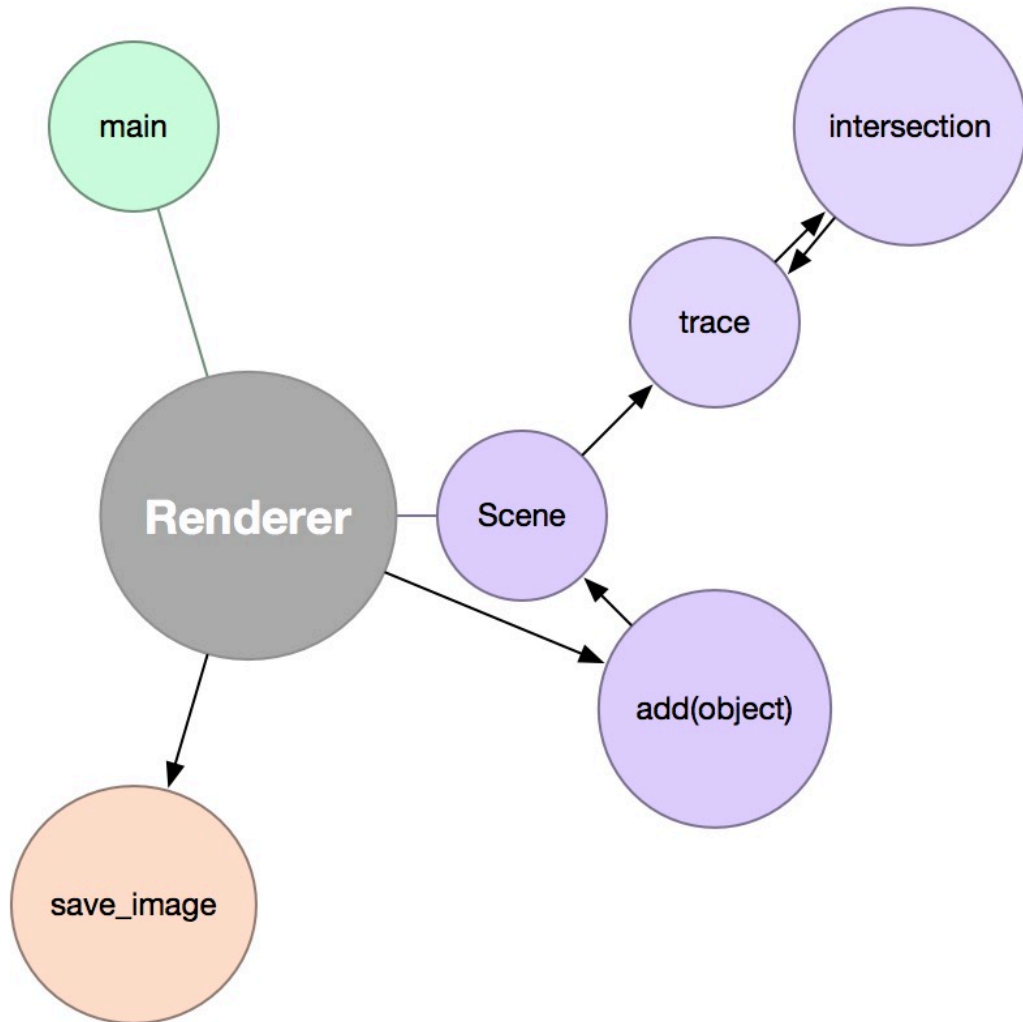 main
intersection
trace
Renderer
Scene
add(object)
save_image